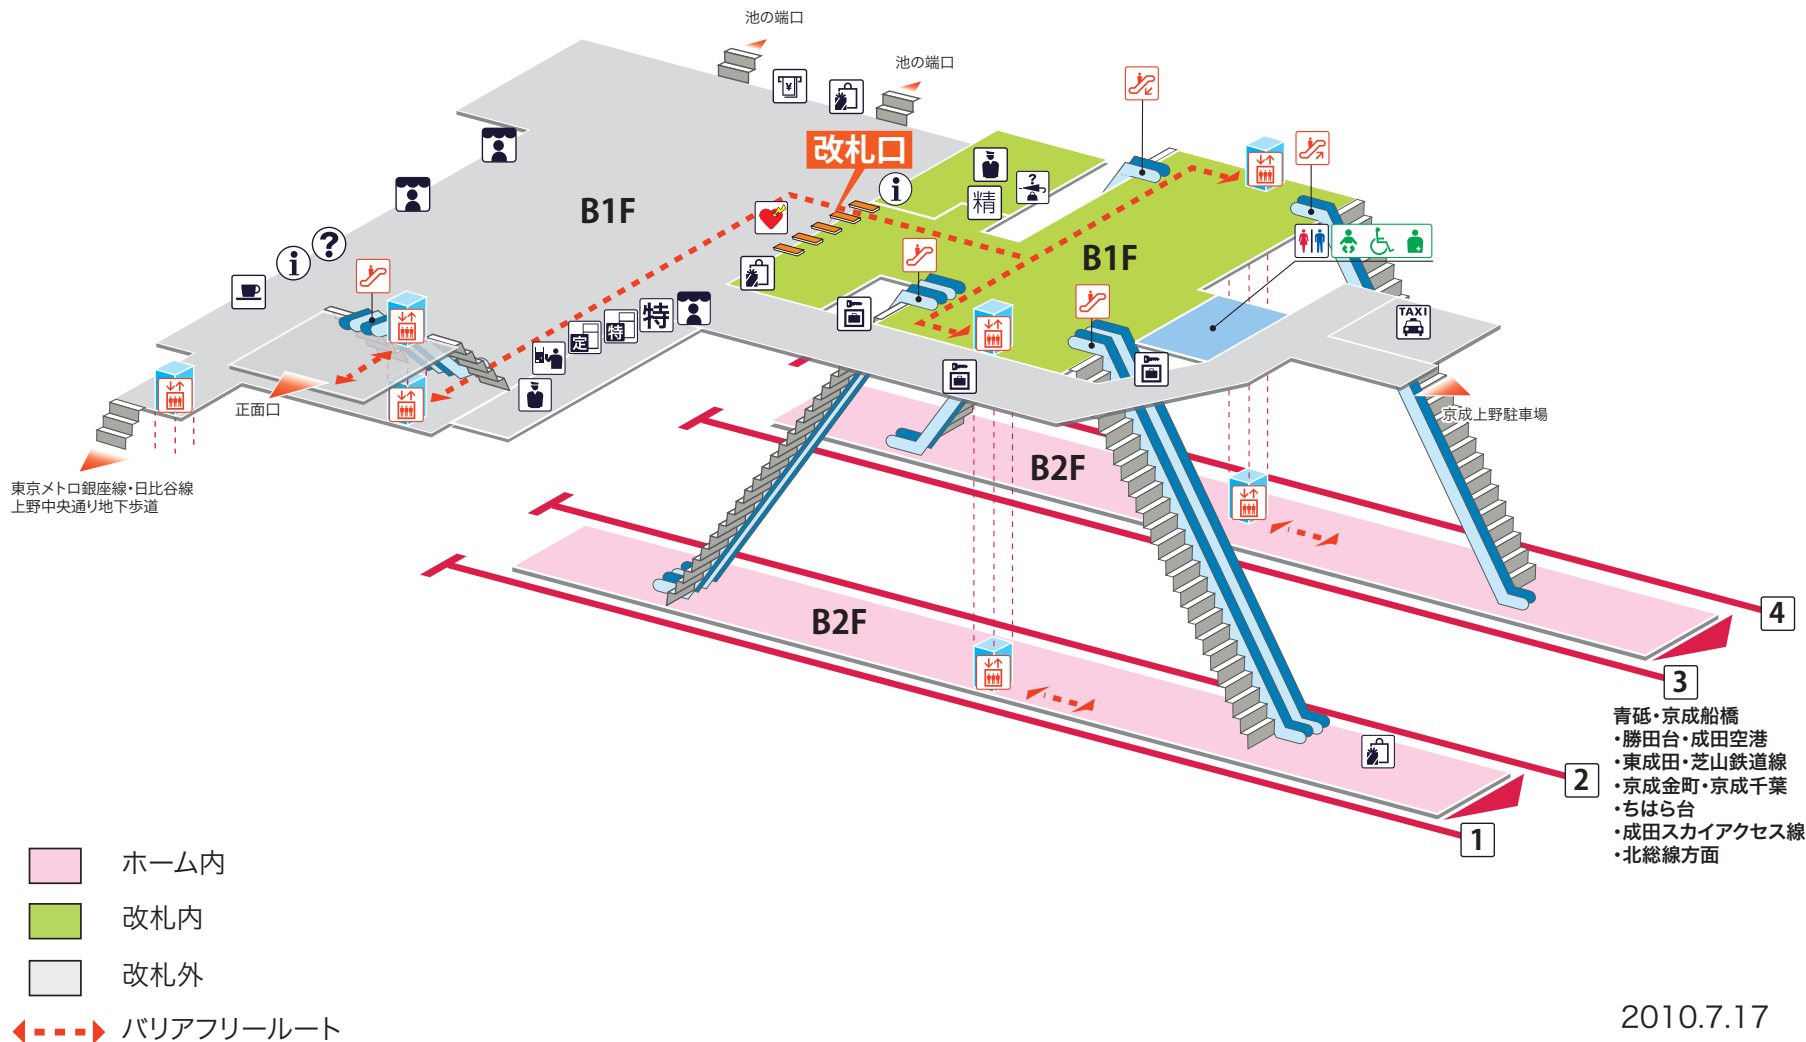 池の端口
池の端口
改札口
精
?
B1F
B1F
i
i
?
TAXI
特
特
定
正面口
京成上野駐車場
東京メトロ銀座線・日比谷線
上野中央通り地下歩道
B2F
B2F
4
3
2
1
青砥・京成船橋
・勝田台・成田空港
・東成田・芝山鉄道線
・京成金町・京成千葉
・ちはら台
・成田スカイアクセス線
・北総線方面
ホーム内
改札内
改札外
バリアフリールート
2010.7.17